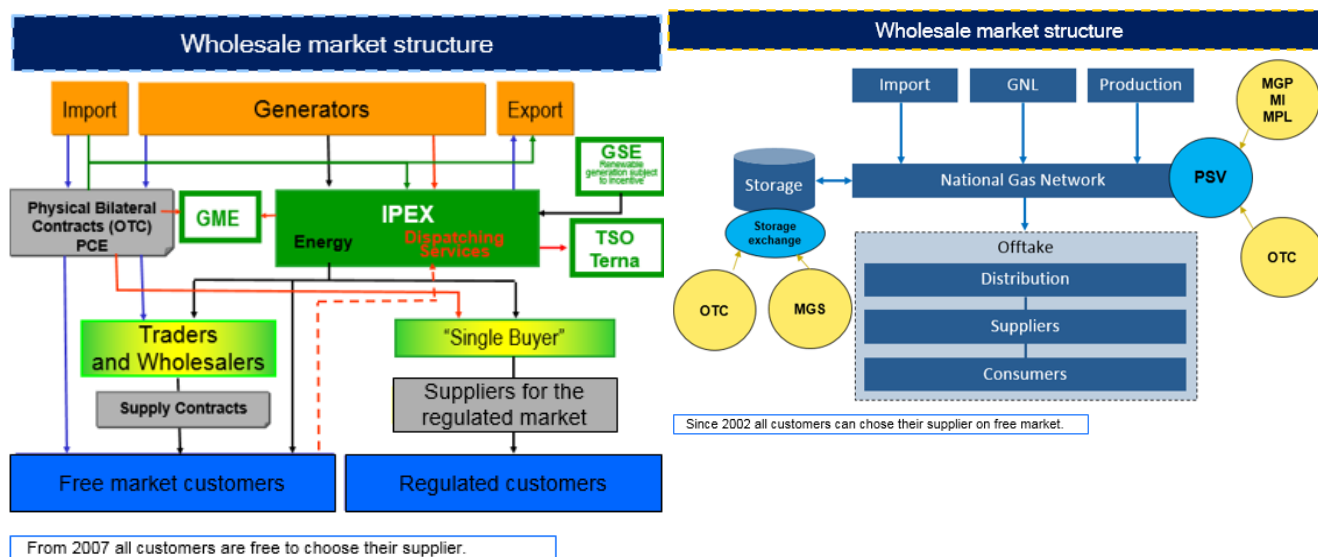 Wholesale market structure
Import
Generators
Export
GSE
Renewable
generation subject
to incentive
Physical Bilateral
Contracts (OTC)
PCE
GME
IPEX
Energy
Dispatching
Services
TSO
Terna
Traders
and Wholesalers
"Single Buyer"
Supply Contracts
Suppliers for the
regulated market
Free market customers
Regulated customers
From 2007 all customers are free to choose their supplier.
Wholesale market structure
Import
GNL
Production
MGP
MI
MPL
Storage
National Gas Network
PSV
Storage
exchange
Offtake
OTC
MGS
OTC
Distribution
Suppliers
Consumers
Since 2002 all customers can chose their supplier on free market.